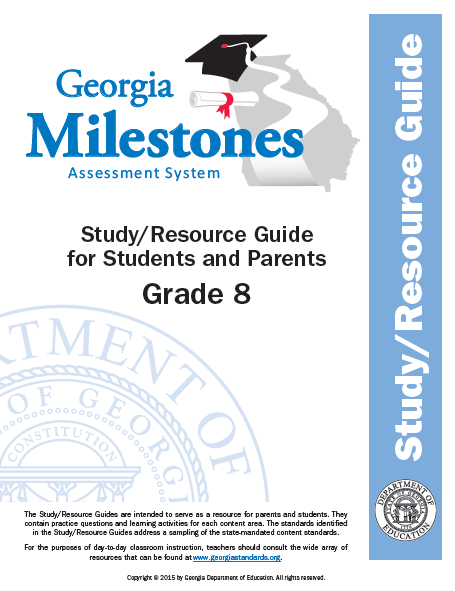 Georgia
Milestones
Assessment System
Study/Resource Guide
for Students and Parents
Grade 8
Study/Resource Guide
ARTMENT OF
OF GEORGIA
CONSTITUTION
DEPARTMENT OF
EDUCATION
The Study/Resource Guides are intended to serve as a resource for parents and students. They
contain practice questions and learning activities for each content area. The standards identified
in the Study/Resource Guides address a sampling of the state-mandated content standards.
For the purposes of day-to-day classroom instruction, teachers should consult the wide array of
resources that can be found at www.georgiastandards.org.
Copyright © 2015 by Georgia Department of Education. All rights reserved.